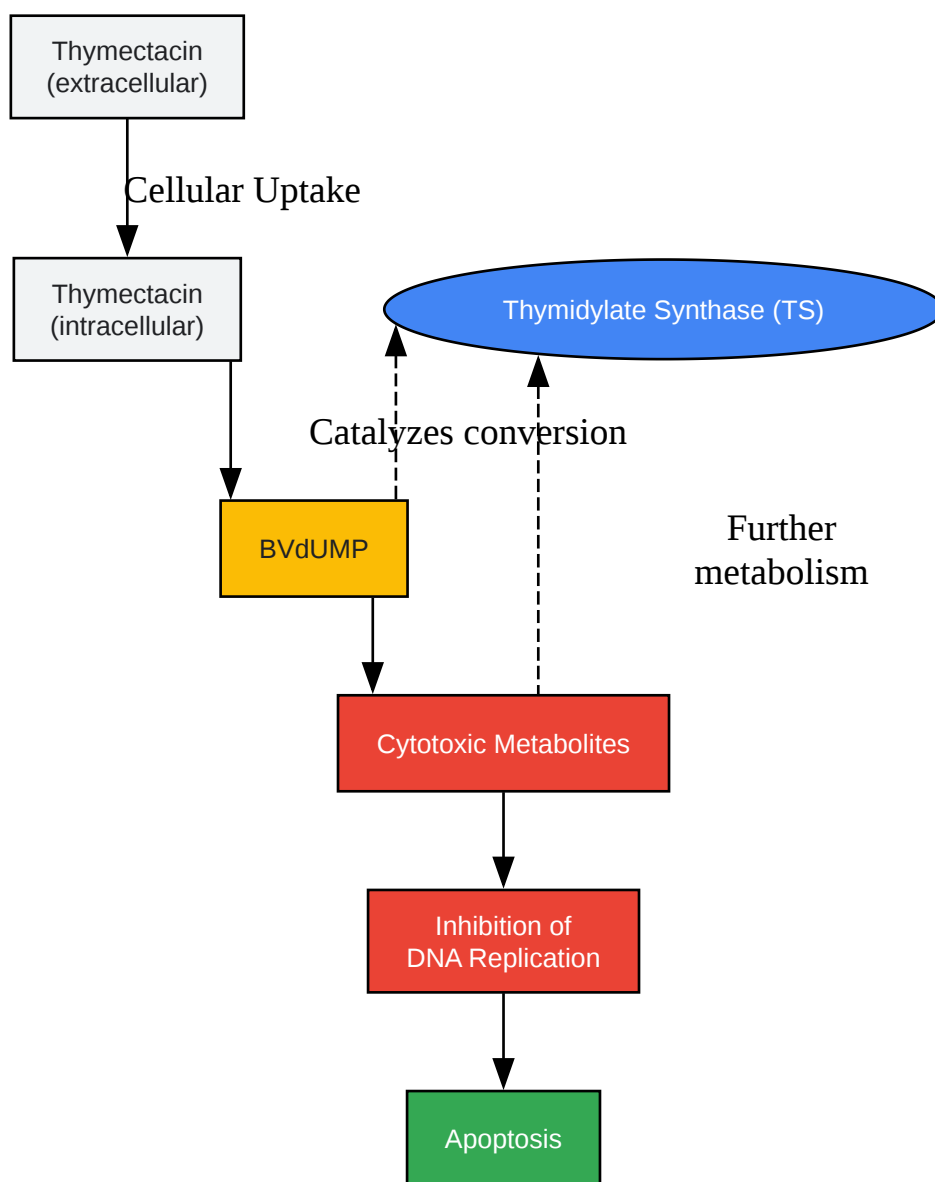 Thymectacin
(extracellular)
Cellular Uptake
Thymectacin
(intracellular)
Thymidylate Synthase (TS)
Catalyzes conversion
BVdUMP
Further
metabolism
Cytotoxic Metabolites
Inhibition of
DNA Replication
Apoptosis